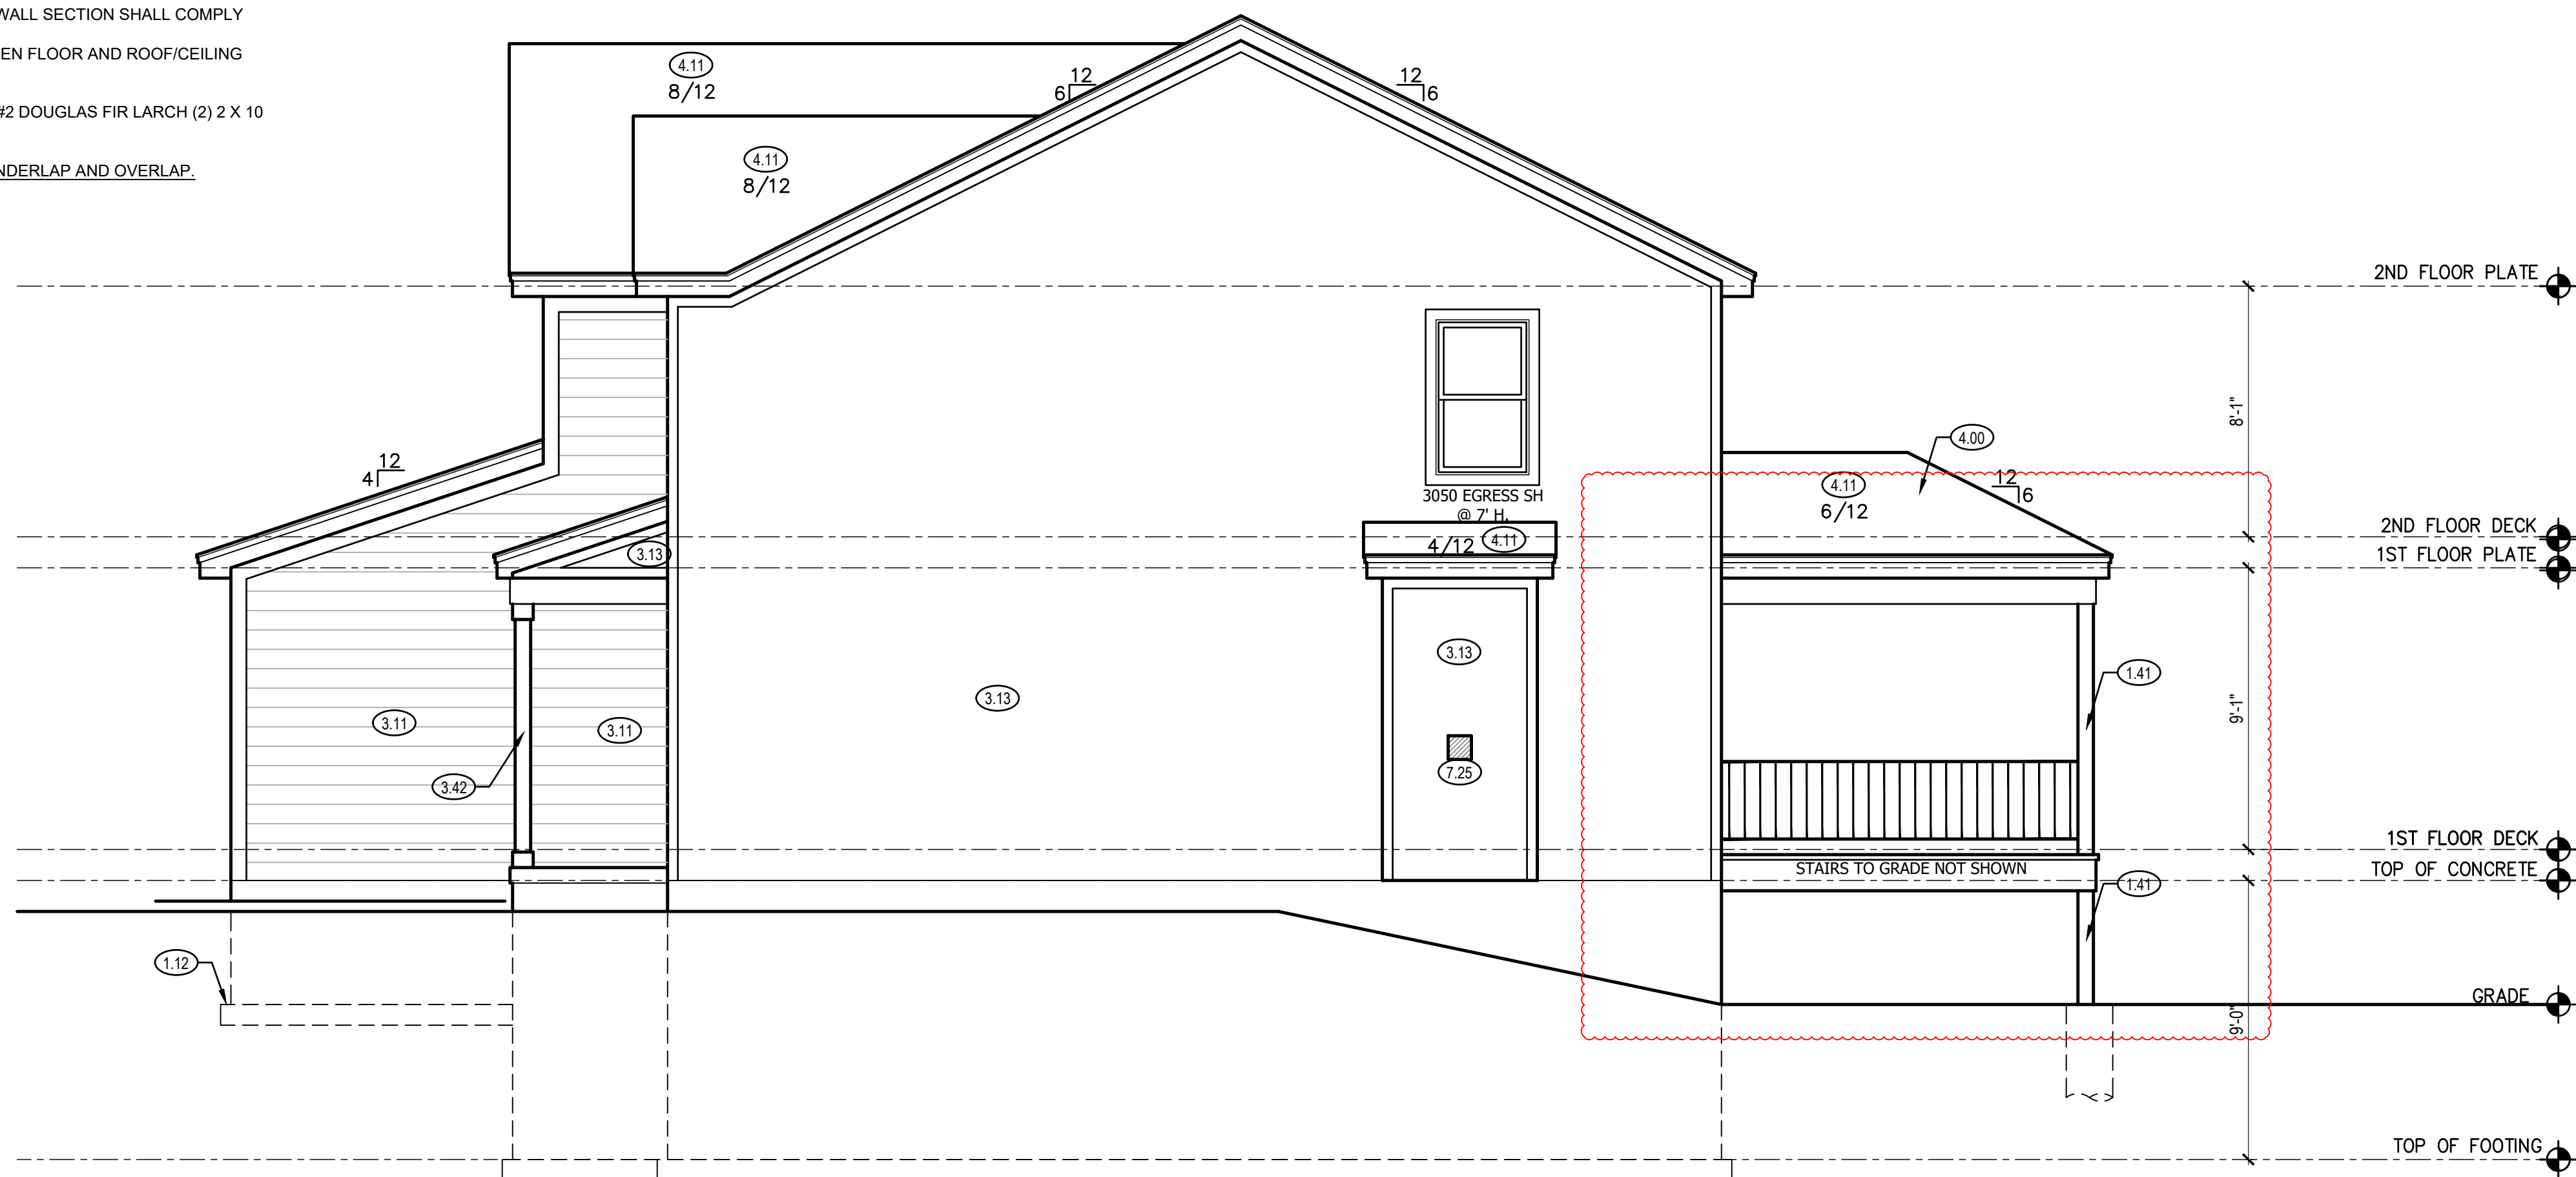 WALL SECTION SHALL COMPLY
EN FLOOR AND ROOF/CEILING
#2 DOUGLAS FIR LARCH (2) 2 X 10
NDERLAP AND OVERLAP.
4.11
8/12
12
6
12
6
4.11
8/12
2ND FLOOR PLATE
8'-1"
12
4
4.00
3050 EGRESS SH
@ 7' H.
4.11
6/12
12
6
2ND FLOOR DECK
4/12
4.11
3.13
1ST FLOOR PLATE
3.13
1.41
3.13
9'-1"
3.11
3.11
3.42
7.25
1ST FLOOR DECK
STAIRS TO GRADE NOT SHOWN
TOP OF CONCRETE
1.41
1.12
GRADE
9'-0"
TOP OF FOOTING